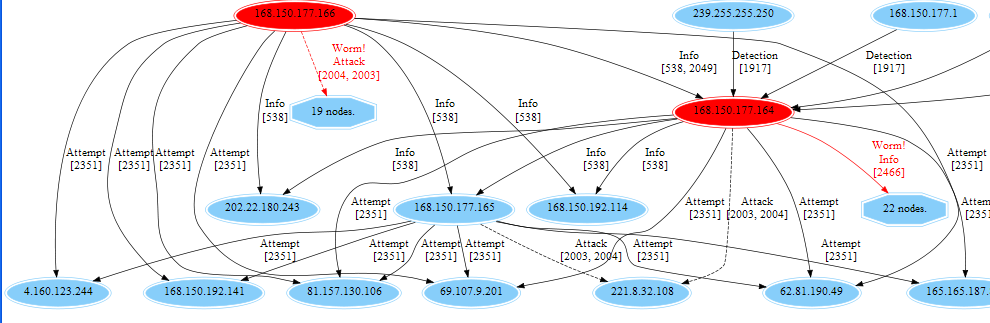 168.150.177.166
239.255.255.250
168.150.177.1
Worm!
Attack
[2004, 2003]
Info
[538, 2049]
Detection
[1917]
Detection
[1917]
19 nodes.
168.150.177.164
Info
[538]
Info
[538]
Info
[538]
Attempt
[2351]
Attempt
[2351]
Attempt
[2351]
Attempt
[2351]
Info
[538]
Info
[538]
Info
[538]
Worm!
Info
[2466]
Attempt
[2351]
202.22.180.243
168.150.177.165
168.150.192.114
22 nodes.
Attempt
[2351]
Attempt
[2351]
Attack
[2003, 2004]
Attempt
[2351]
Attempt
[2351]
Attempt
[2351]
Attempt
[2351]
Attempt
[2351]
Attack
[2003, 2004]
Attempt
[2351]
Attempt
[2351]
4.160.123.244
168.150.192.141
81.157.130.106
69.107.9.201
221.8.32.108
62.81.190.49
165.165.187.